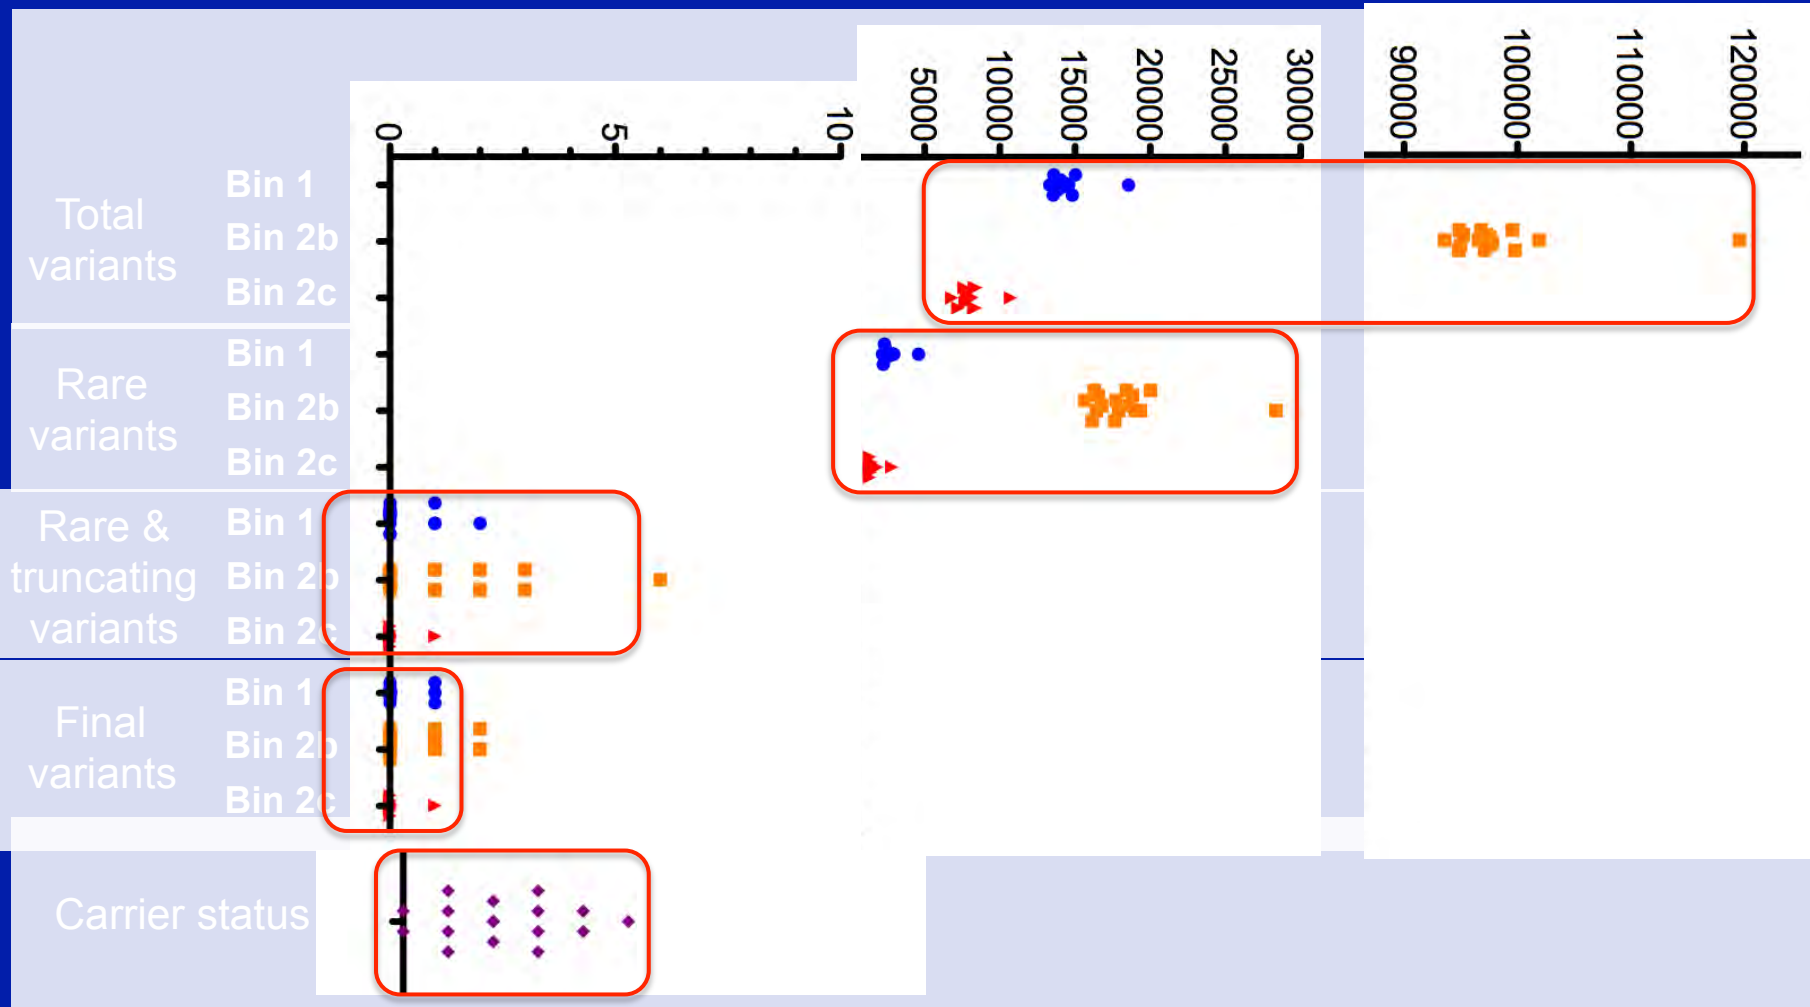 0 5 10
5000 10000 15000 20000 25000 30000
90000 100000 110000 120000
Total
variants
Bin 1
Bin 2b
Bin 2c
Rare
variants
Bin 1
Bin 2b
Bin 2c
Rare &
truncating
variants
Bin 1
Bin 2b
Bin 2c
Final
variants
Bin 1
Bin 2b
Bin 2c
Carrier status